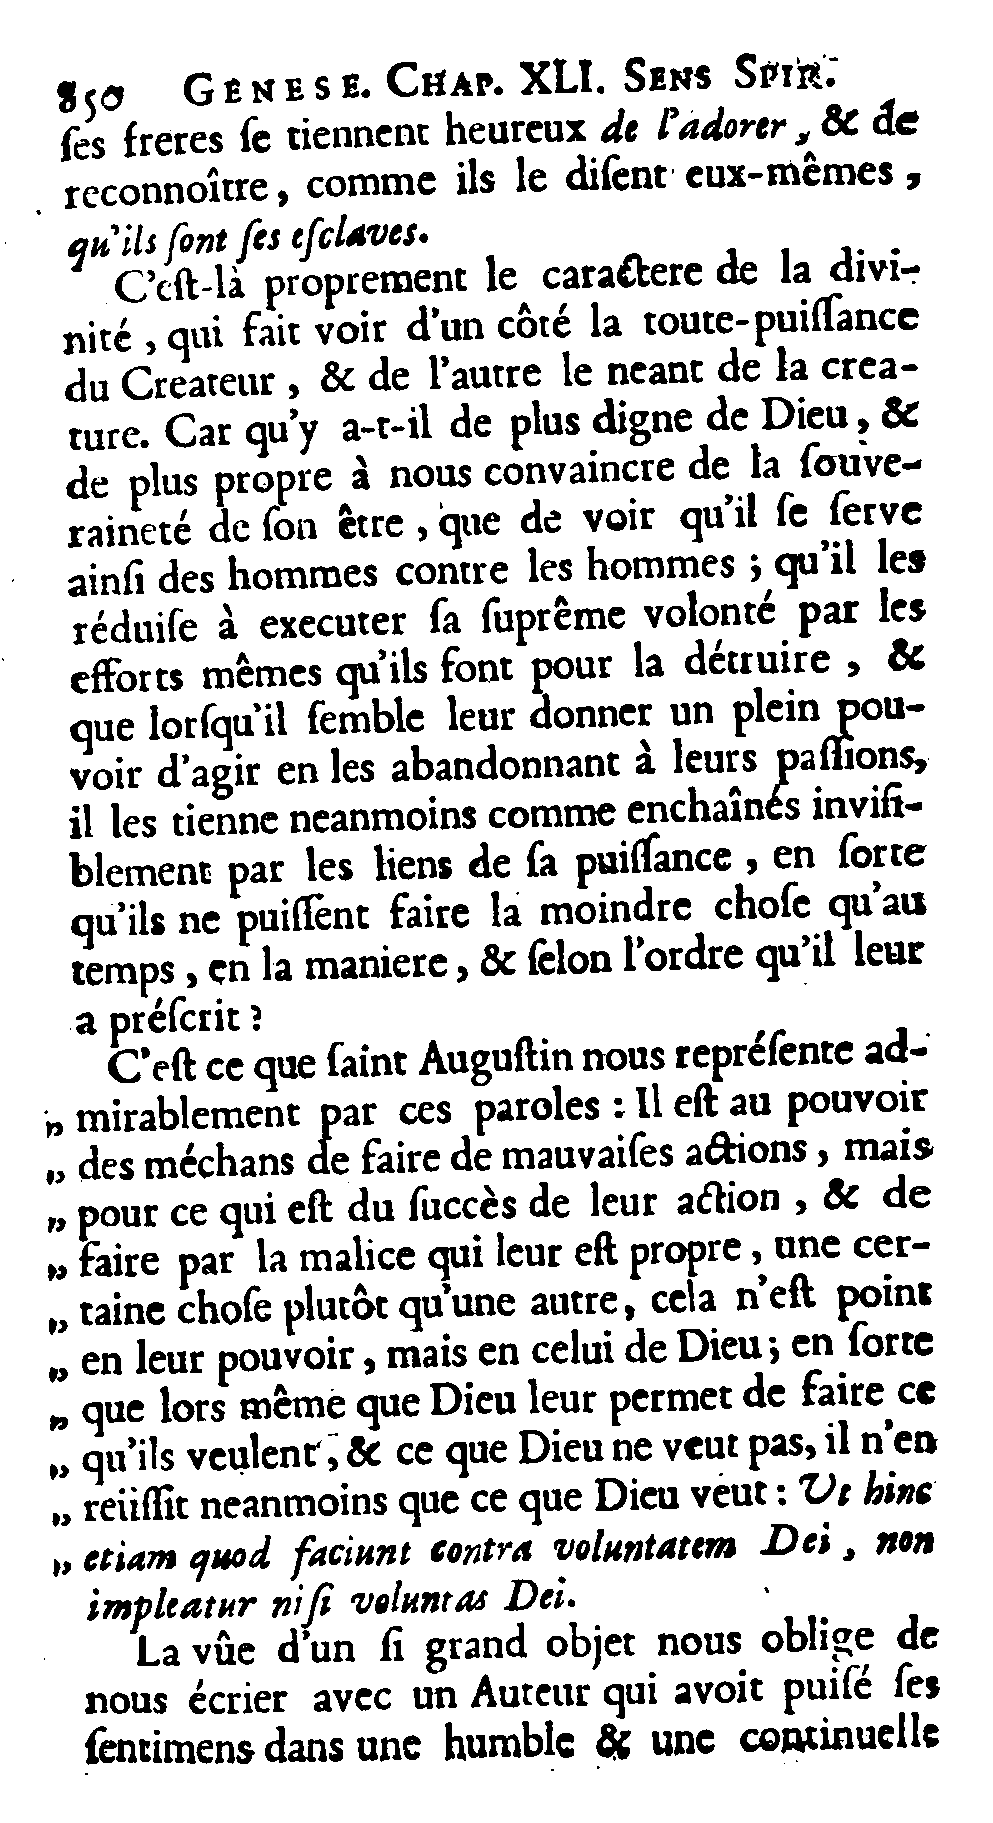 850 GENESE. CHAP. XLI. SENS SPIR.
ſes freres ſe tiennent heureux de l'adorer, & de
reconnoître, comme ils le diſent eux-mêmes,
qu'ils ſont ſes eſclaves.
C'eſt-là proprement le caractere de la divi-
nité, qui fait voir d'un côté la toute-puiſſance
du Createur, & de l'autre le neant de la crea-
ture. Car qu'y a-t-il de plus digne de Dieu, &
de plus propre à nous convaincre de la ſouve-
raineté de ſon être, que de voir qu'il ſe ſerve
ainſi des hommes contre les hommes; qu'il les
réduiſe à executer ſa ſuprême volonté par les
efforts mêmes qu'ils font pour la détruire, &
que lorſqu'il ſemble leur donner un plein pou-
voir d'agir en les abandonnant à leurs paſſions,
il les tienne neanmoins comme enchaînés inviſi-
blement par les liens de ſa puiſſance, en ſorte
qu'ils ne puiſſent faire la moindre choſe qu'au
temps, en la maniere, & ſelon l'ordre qu'il leur
a préſcrit?
C'eſt ce que ſaint Auguſtin nous repréſente ad-
„ mirablement par ces paroles: Il eſt au pouvoir
„ des méchans de faire de mauvaiſes actions, mais
„ pour ce qui eſt du ſuccès de leur action, & de
„ faire par la malice qui leur eſt propre, une cer-
„ taine choſe plutôt qu'une autre, cela n'eſt point
„ en leur pouvoir, mais en celui de Dieu; en ſorte
„ que lors même que Dieu leur permet de faire ce
„ qu'ils veulent, & ce que Dieu ne veut pas, il n'en
„ reüiſſit neanmoins que ce que Dieu veut: Ut hinc
„ etiam quod faciunt contra voluntatem Dei, non
impleatur niſi voluntas Dei.
La vûe d'un ſi grand objet nous oblige de
nous écrier avec un Auteur qui avoit puiſé ſes
ſentimens dans une humble & une continuelle